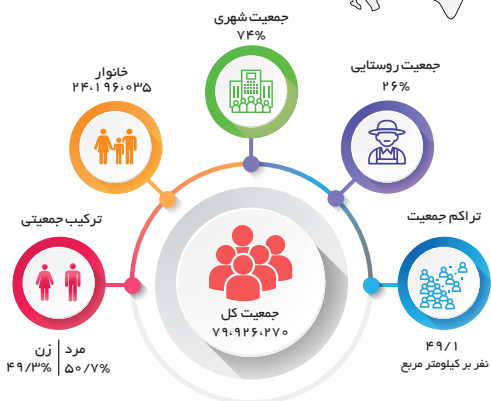 جمعیت شهری
۷۴%
جمعیت روستایی
۲۶%
خانوار
۲۴،۱۹۶،۰۳۵
ترکیب جمعیتی
مرد | زن
۵۰/۷% | ۴۹/۳%
تراکم جمعیت
۴۹/۱
نفر بر کیلومتر مربع
جمعیت کل
۷۹،۹۲۶،۲۷۰